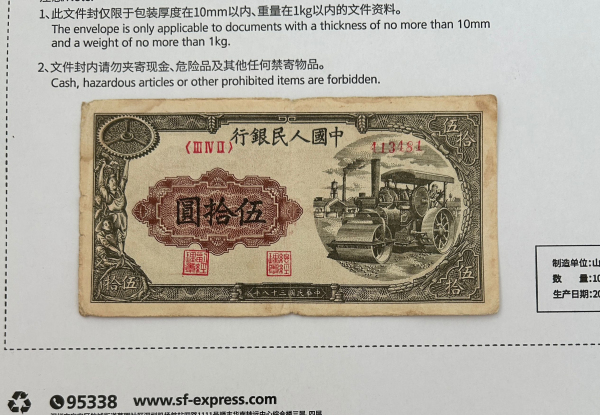 1、此文件封仅限于包装厚度在10mm以内、重量在1kg以内的文件资料。
The envelope is only applicable to documents with a thickness of no more than 10mm
and a weight of no more than 1kg.
2、文件封内请勿夹寄现金、危险品及其他任何禁寄物品。
Cash, hazardous articles or other prohibited items are forbidden.
行銀民人國中
伍拾
〈ⅢⅣⅡ〉
413481
圓拾伍
拾伍
伍拾
年八十三國民華中
制造单位:山
数 量:10
生产日期:20
95338 www.sf-express.com